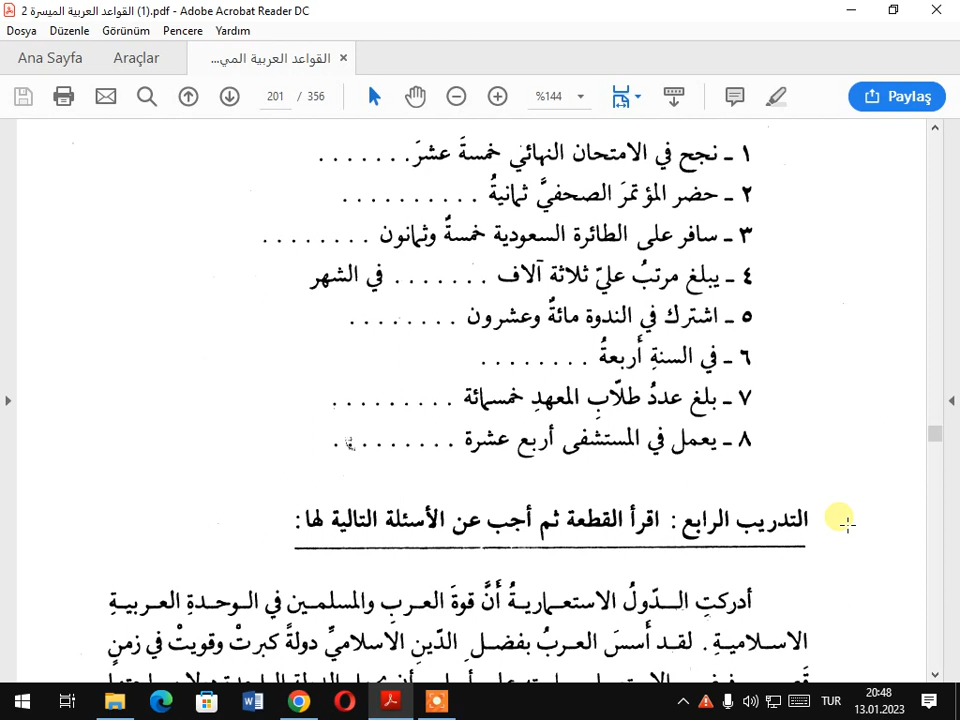 القواعد العربية الميسرة 2 (1).pdf - Adobe Acrobat Reader DC
Dosya Düzenle Görünüm Pencere Yardım
Ana Sayfa Araçlar القواعد العربية المي...
201 / 356 %144 Paylaş
١ ـ نجح في الامتحان النهائي خمسةَ عشرَ. . . . . . .
٢ ـ حضر المؤتمرَ الصحفيَّ ثمانيةُ . . . . . . . . . .
٣ ـ سافر على الطائرة السعودية خمسةٌ وثمانون . . . . . . . .
٤ ـ يبلغ مرتبُ عليّ ثلاثة آلاف . . . . . . . في الشهر
٥ ـ اشترك في الندوة مائةٌ وعشرون . . . . . . . .
٦ ـ في السنةِ أَربعةُ . . . . . . . .
٧ ـ بلغ عددُ طلّابِ المعهدِ خمسمائة . . . . . . . . .
٨ ـ يعمل في المستشفى أربع عشرة . . . . . . . . .
التدريب الرابع : اقرأ القطعة ثم أجب عن الأسئلة التالية لها :
أدركتِ الدّولُ الاستعماريةُ أَنَّ قوةَ العربِ والمسلمين في الوحدةِ العربيةِ
الاسلاميةِ. لقد أَسسَ العربُ بفضلِ الدّينِ الاسلاميِّ دولةً كبرتْ وقويتْ في زمنٍ
TUR
20:48
13.01.2023